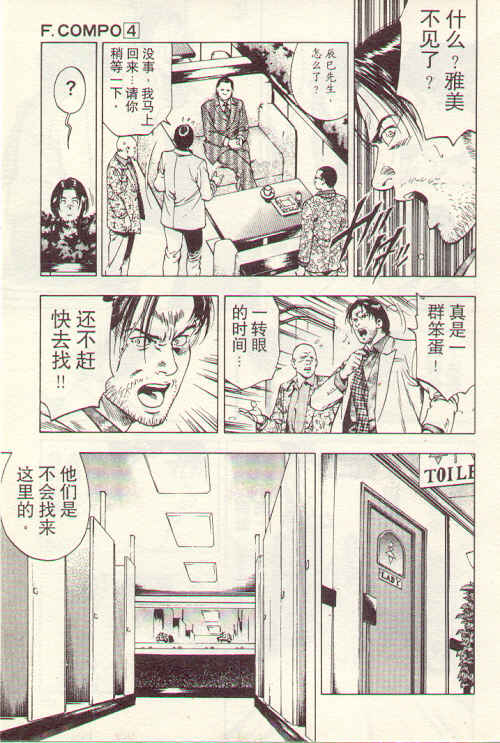 F. COMPO 4
什么？雅美
不见了？
辰巳先生，
怎么了？
没事，我马上
回来…请你
稍等一下。
？
真是一
群笨蛋！
一转眼
的时间…
还不赶
快去找!!
TOILE
LADY
他们是
不会找来
这里的。